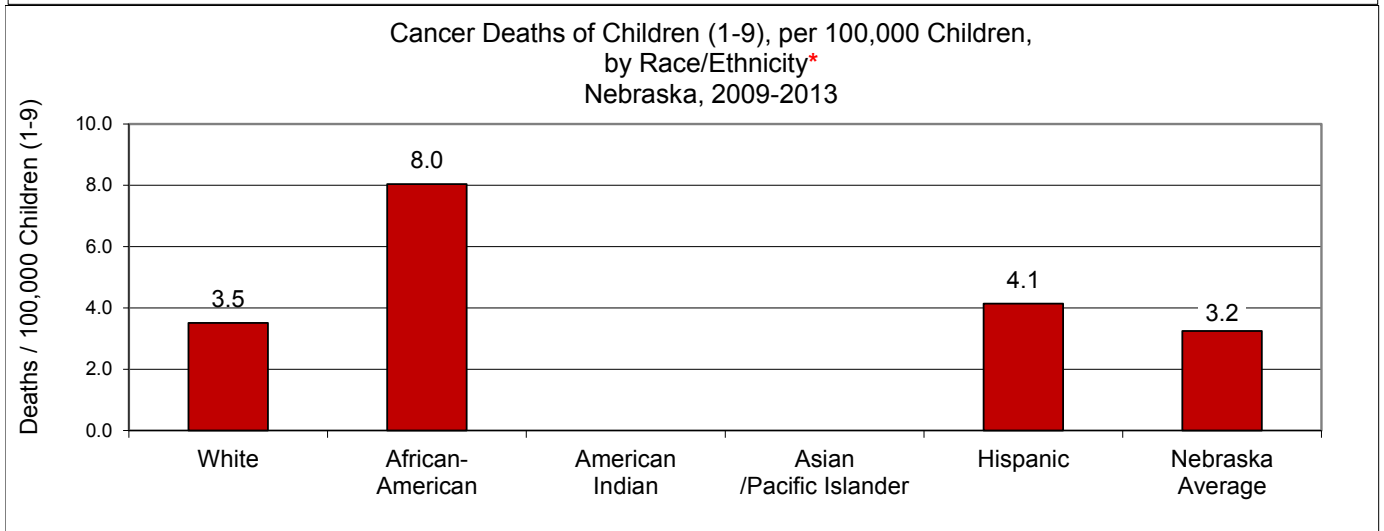 Cancer Deaths of Children (1-9), per 100,000 Children,
by Race/Ethnicity*
Nebraska, 2009-2013
Deaths / 100,000 Children (1-9)
10.0
8.0
6.0
4.0
2.0
0.0
3.5
8.0
4.1
3.2
White
African-
American
American
Indian
Asian
/Pacific Islander
Hispanic
Nebraska
Average